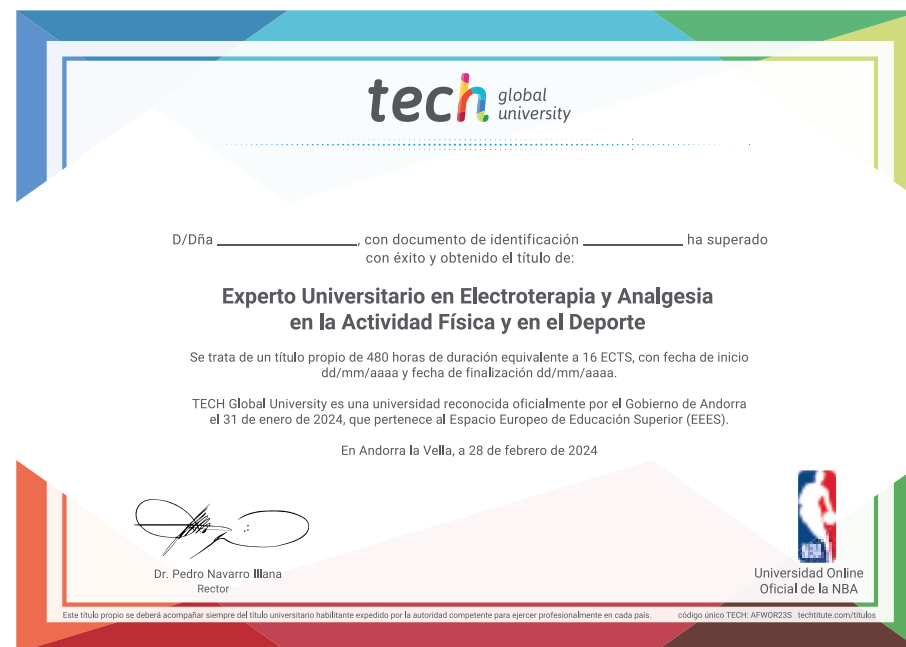 tech global
university
D/Dña ____________________, con documento de identificación ______________ ha superado
con éxito y obtenido el título de:
Experto Universitario en Electroterapia y Analgesia
en la Actividad Física y en el Deporte
Se trata de un título propio de 480 horas de duración equivalente a 16 ECTS, con fecha de inicio
dd/mm/aaaa y fecha de finalización dd/mm/aaaa.
TECH Global University es una universidad reconocida oficialmente por el Gobierno de Andorra
el 31 de enero de 2024, que pertenece al Espacio Europeo de Educación Superior (EEES).
En Andorra la Vella, a 28 de febrero de 2024
NBA
Dr. Pedro Navarro Illana
Rector
Universidad Online
Oficial de la NBA
Este título propio se deberá acompañar siempre del título universitario habilitante expedido por la autoridad competente para ejercer profesionalmente en cada país.
código único TECH: AFWOR23S techtitute.com/titulos